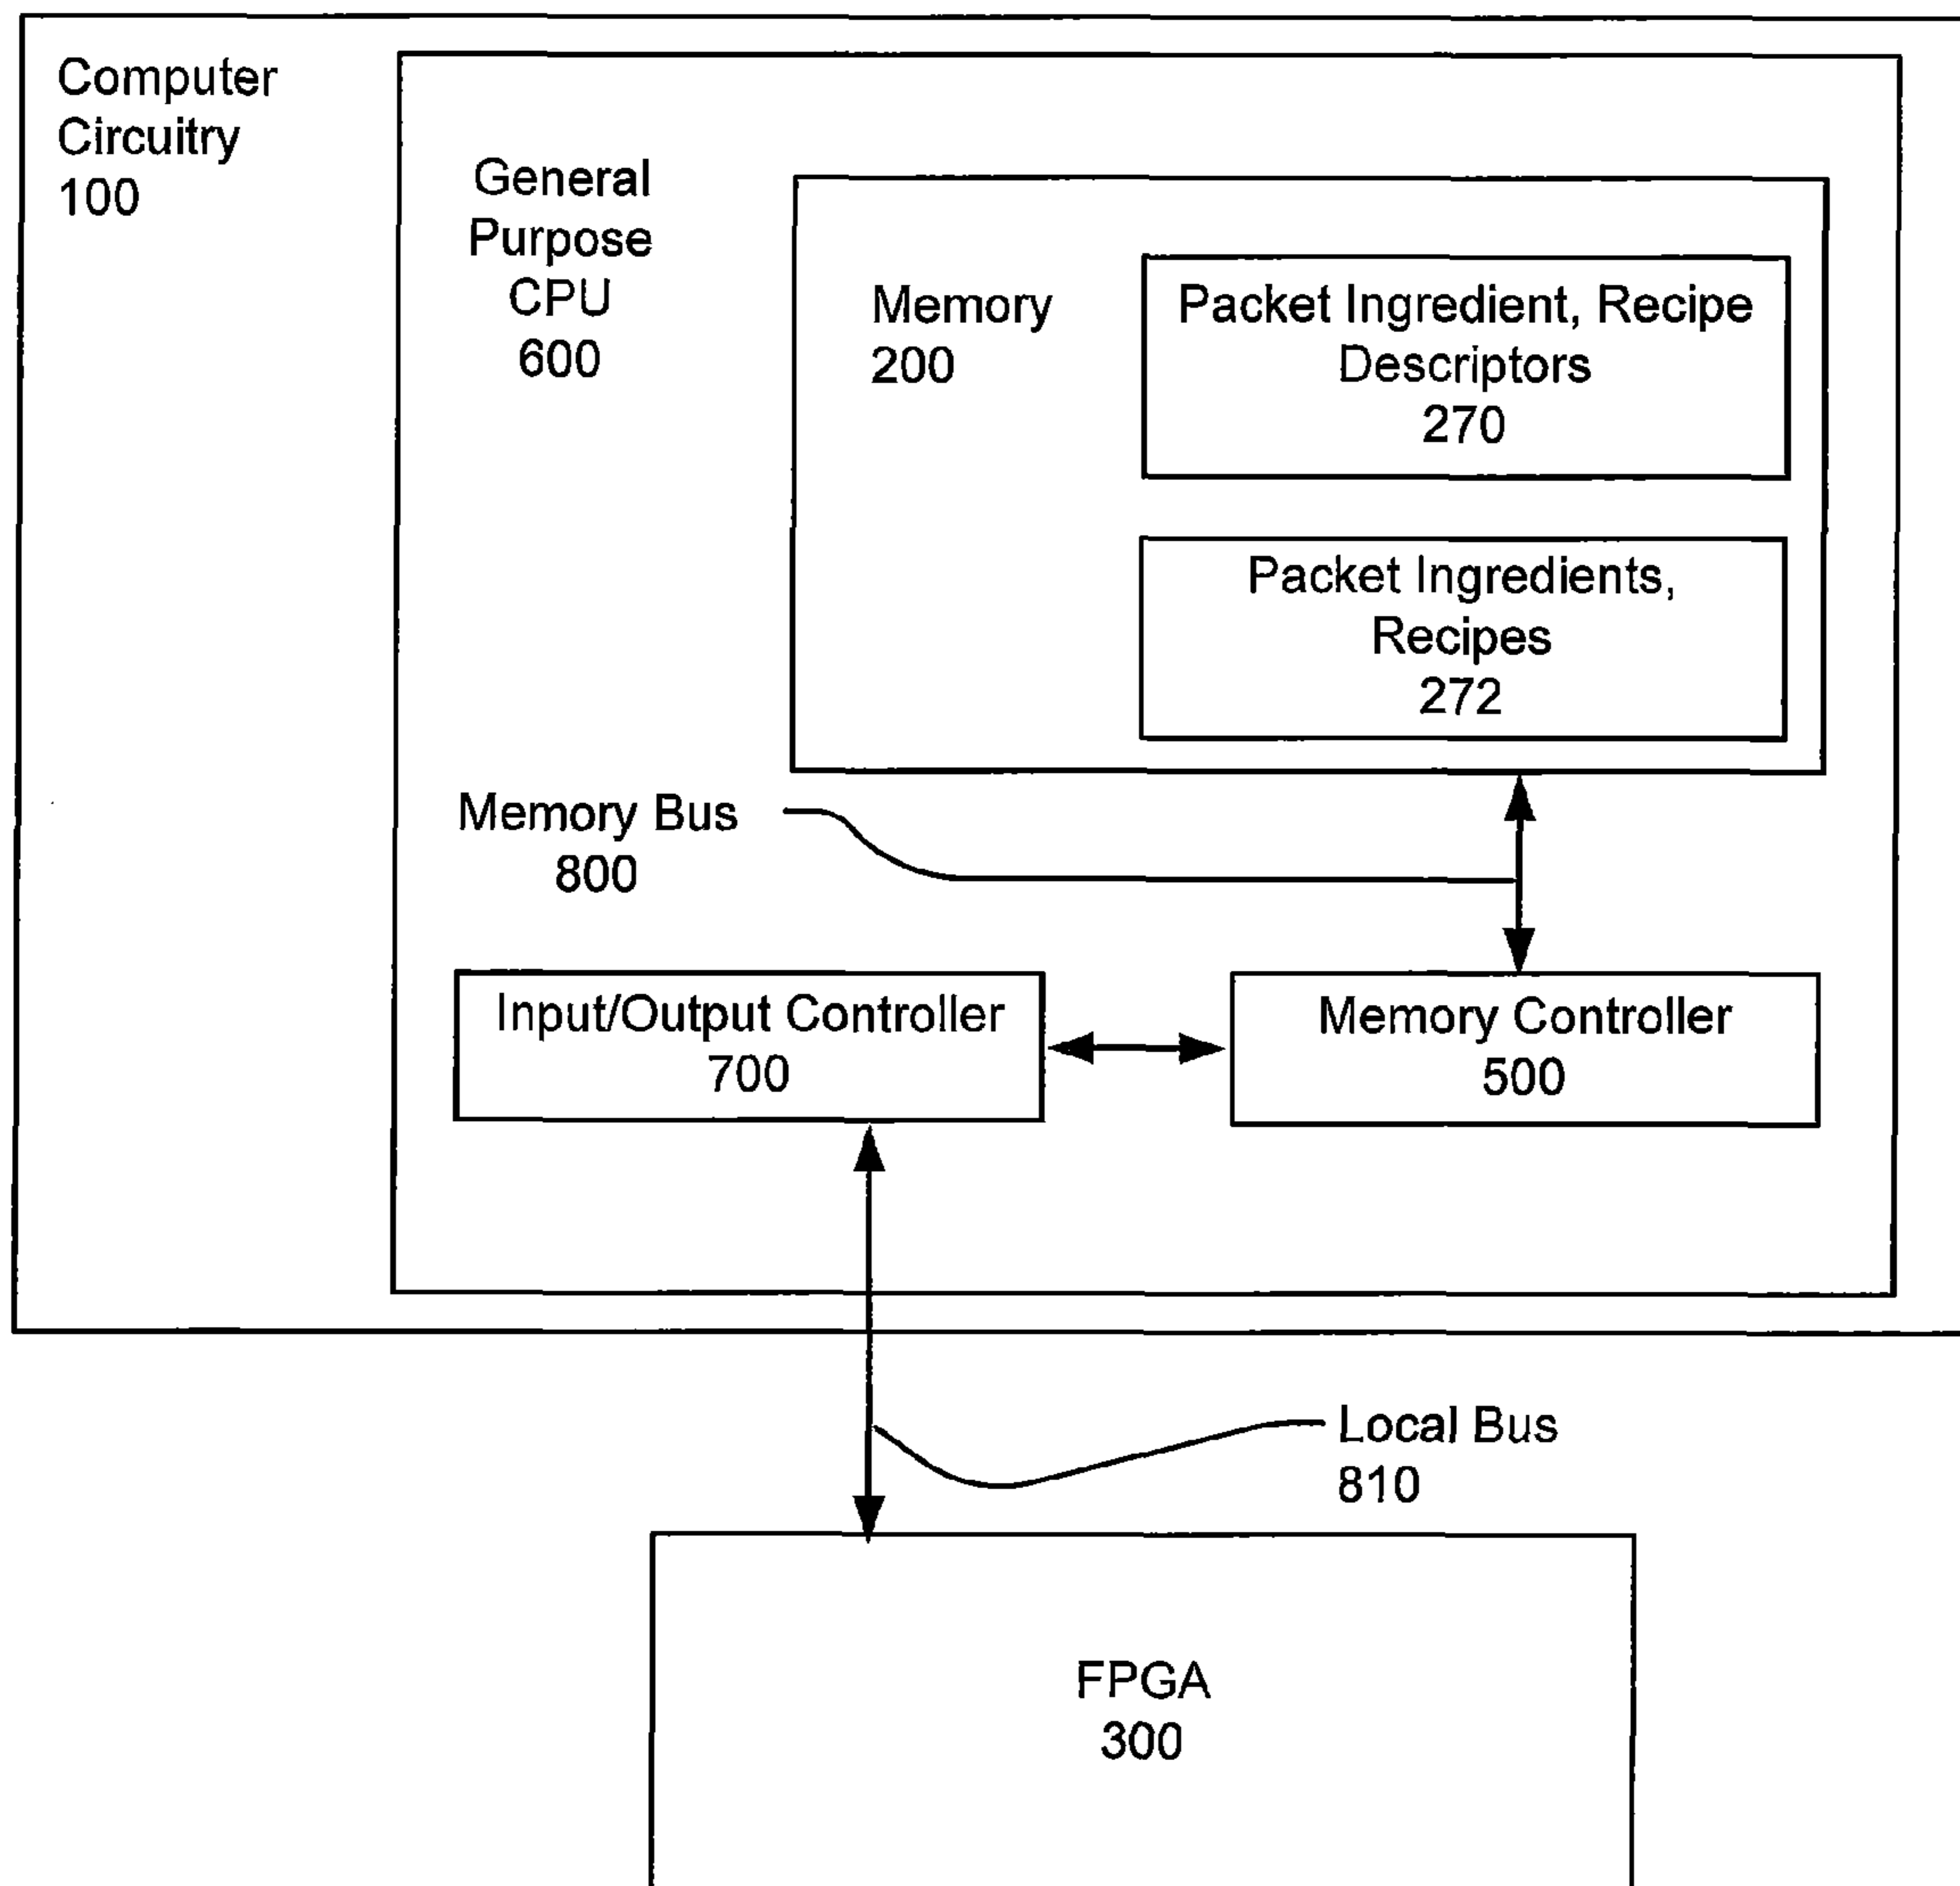 Computer
Circuitry
100
General
Purpose
CPU
600
Memory
200
Packet Ingredient, Recipe
Descriptors
270
Packet Ingredients,
Recipes
272
Memory Bus
800
Input/Output Controller
700
Memory Controller
500
Local Bus
810
FPGA
300